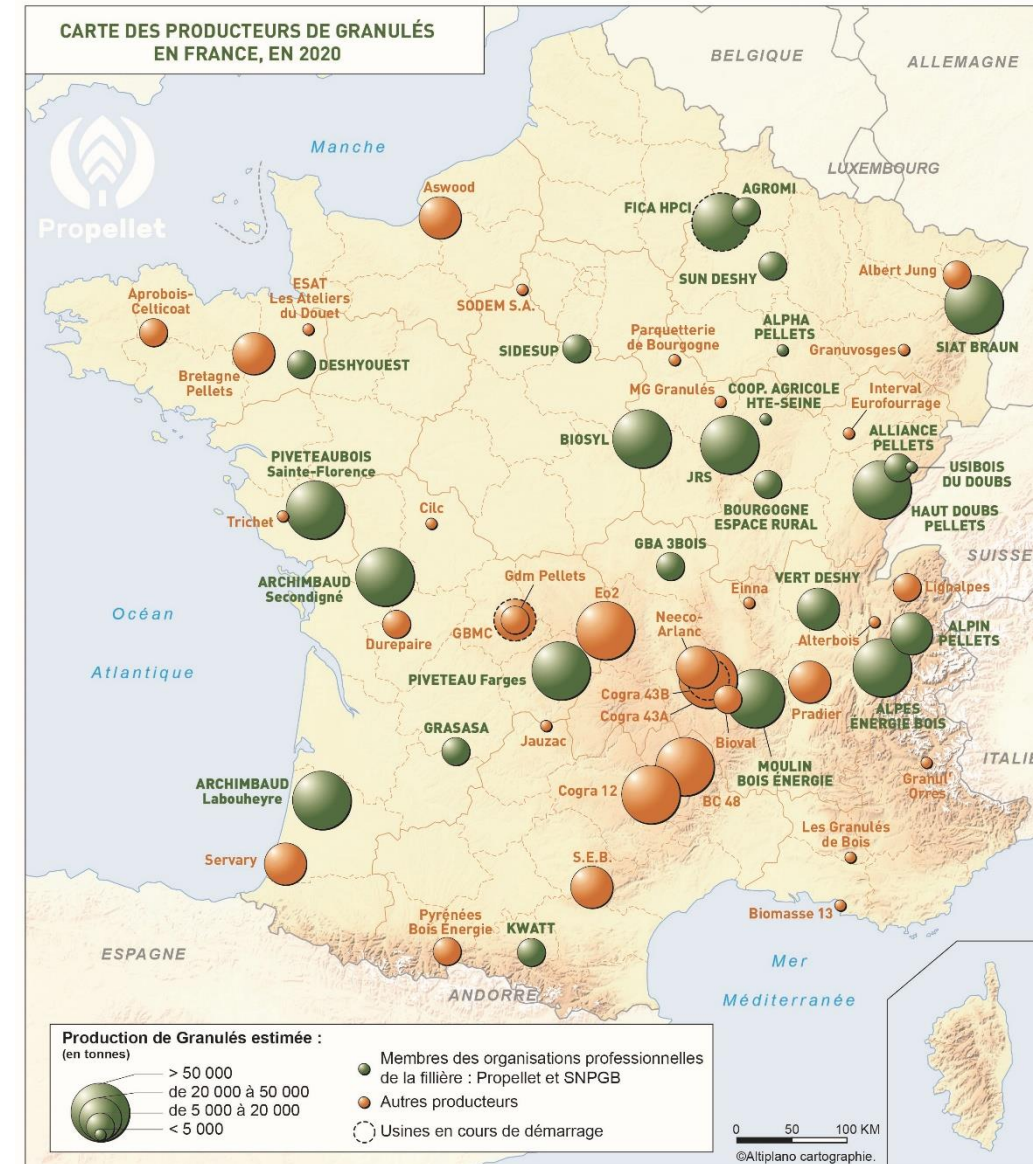 CARTE DES PRODUCTEURS DE GRANULÉS
EN FRANCE, EN 2020
BELGIQUE
ALLEMAGNE
Manche
LUXEMBOURG
Propellet
Aswood
AGROMI
FICA HPCI
SUN DESHY
Albert Jung
ESAT
Les Ateliers
du Douet
Aprobois-
Celticoat
SODEM S.A.
SIDESUP
Parquetterie
de Bourgogne
ALPHA
PELLETS
Granuvosges
SIAT BRAUN
Bretagne
Pellets
DESHYOUEST
MG Granulés
COOP. AGRICOLE
HTE-SEINE
Interval
Eurofourrage
BIOSYL
JRS
ALLIANCE
PELLETS
USIBOIS
DU DOUBS
PIVETEAUBOIS
Sainte-Florence
BOURGOGNE
ESPACE RURAL
HAUT DOUBS
PELLETS
Trichet
Cilc
GBA 3BOIS
SUISSE
ARCHIMBAUD
Secondigné
Gdm Pellets
Eo2
Einna
VERT DESHY
Lignalpes
Océan
Atlantique
Durepaire
GBMC
Neeco-
Arlanc
Alterbois
ALPIN
PELLETS
PIVETEAU Farges
Cogra 43B
Cogra 43A
Bioval
Pradier
ALPES
ÉNERGIE BOIS
GRASASA
Jauzac
MOULIN
BOIS ÉNERGIE
ITALIE
Granul'
Orres
ARCHIMBAUD
Labouheyre
Cogra 12
BC 48
Les Granulés
de Bois
Servary
S.E.B.
Biomasse 13
Pyrénées
Bois Energie
KWATT
ESPAGNE
ANDORRE
Mer
Méditerranée
Production de Granulés estimée :
(en tonnes)
> 50 000
de 20 000 à 50 000
de 5 000 à 20 000
< 5 000
Membres des organisations professionnelles
de la fillière : Propellet et SNPGB
Autres producteurs
Usines en cours de démarrage
0 50 100 KM
©Altiplano cartographie.